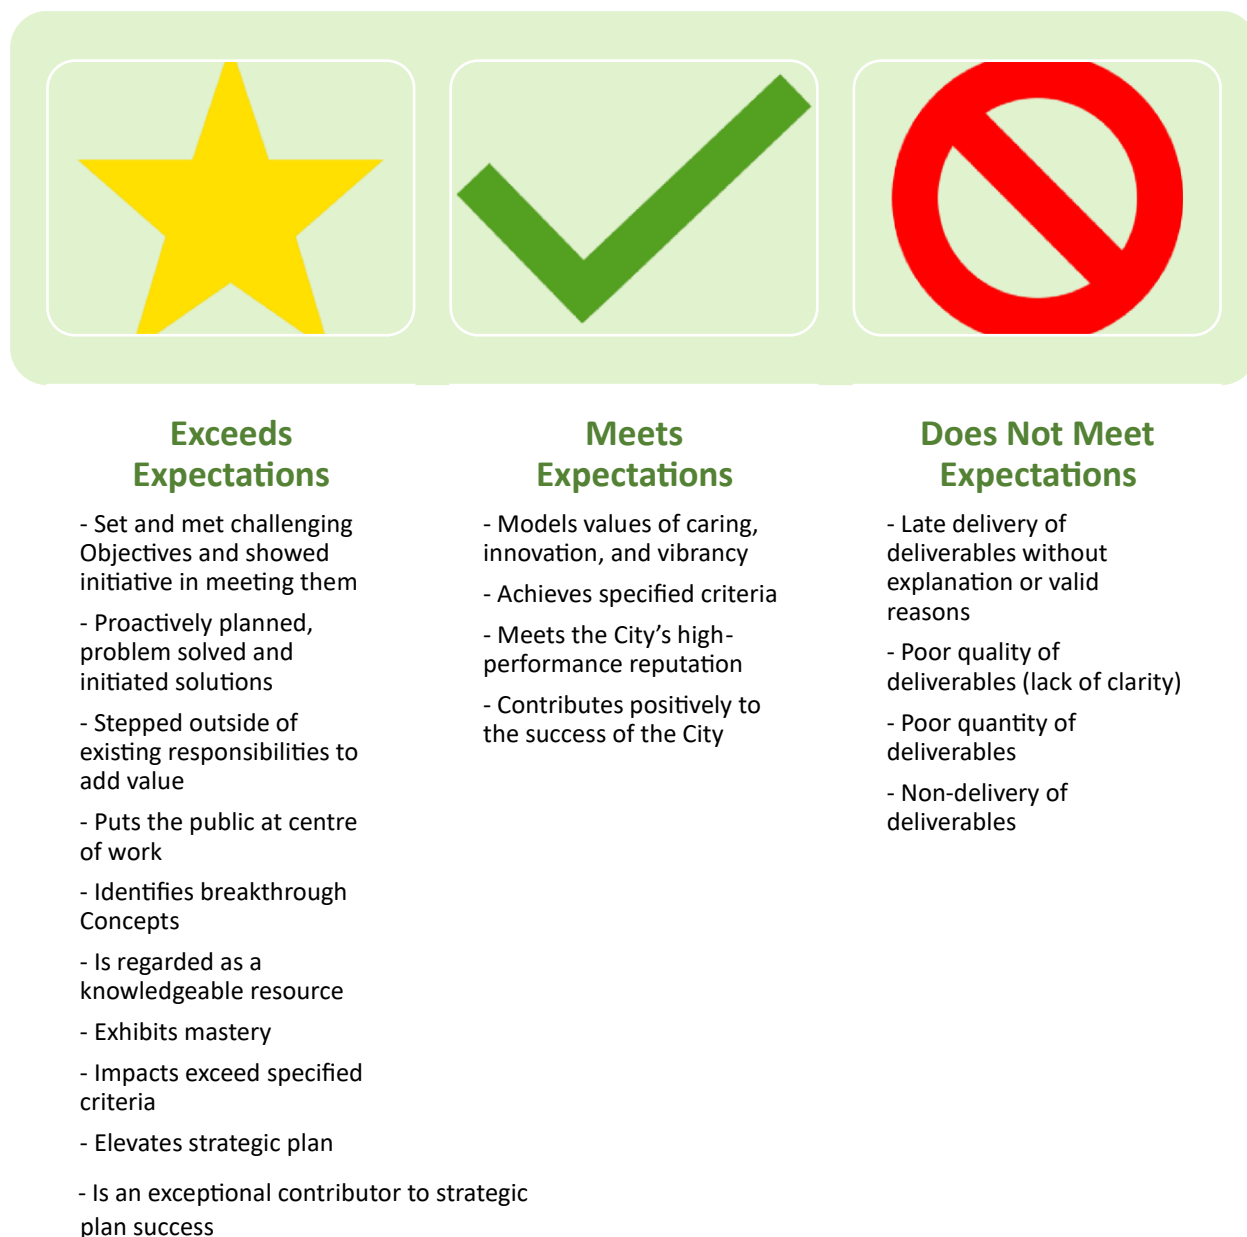 Exceeds
Expectations
- Set and met challenging
Objectives and showed
initiative in meeting them
- Proactively planned,
problem solved and
initiated solutions
- Stepped outside of
existing responsibilities to
add value
- Puts the public at centre
of work
- Identifies breakthrough
Concepts
- Is regarded as a
knowledgeable resource
- Exhibits mastery
- Impacts exceed specified
criteria
- Elevates strategic plan
- Is an exceptional contributor to strategic
plan success
Meets
Expectations
- Models values of caring,
innovation, and vibrancy
- Achieves specified criteria
- Meets the City’s high-
performance reputation
- Contributes positively to
the success of the City
Does Not Meet
Expectations
- Late delivery of
deliverables without
explanation or valid
reasons
- Poor quality of
deliverables (lack of clarity)
- Poor quantity of
deliverables
- Non-delivery of
deliverables